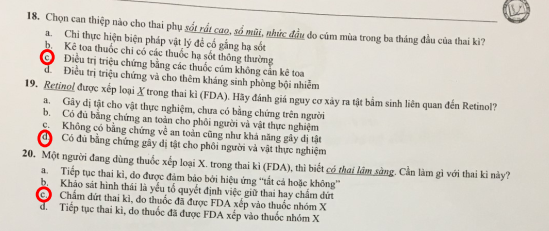 18. Chọn can thiệp nào cho thai phụ sốt rất cao, sổ mũi, nhức đầu do cúm mùa trong ba tháng đầu của thai kì?
a. Chỉ thực hiện biện pháp vật lý để cố gắng hạ sốt
b. Kê toa thuốc chỉ có các thuốc hạ sốt thông thường
c. Điều trị triệu chứng bằng các thuốc cúm không cần kê toa
d. Điều trị triệu chứng và cho thêm kháng sinh phòng bội nhiễm
19. Retinol được xếp loại X trong thai kì (FDA). Hãy đánh giá nguy cơ xảy ra tật bẩm sinh liên quan đến Retinol?
a. Gây dị tật cho vật thực nghiệm, chưa có bằng chứng trên người
b. Có đủ bằng chứng an toàn cho phôi người và vật thực nghiệm
c. Không có bằng chứng về an toàn cũng như khả năng gây dị tật
d. Có đủ bằng chứng gây dị tật cho phôi người và vật thực nghiệm
20. Một người đang dùng thuốc xếp loại X. trong thai kì (FDA), thì biết có thai lâm sàng. Cần làm gì với thai kì này?
a. Tiếp tục thai kì, do được đảm bảo bởi hiệu ứng “tất cả hoặc không”
b. Khảo sát hình thái là yếu tố quyết định việc giữ thai hay chấm dứt
c. Chấm dứt thai kì, do thuốc đã được FDA xếp vào thuốc nhóm X
d. Tiếp tục thai kì, do thuốc đã được FDA xếp vào thuốc nhóm X